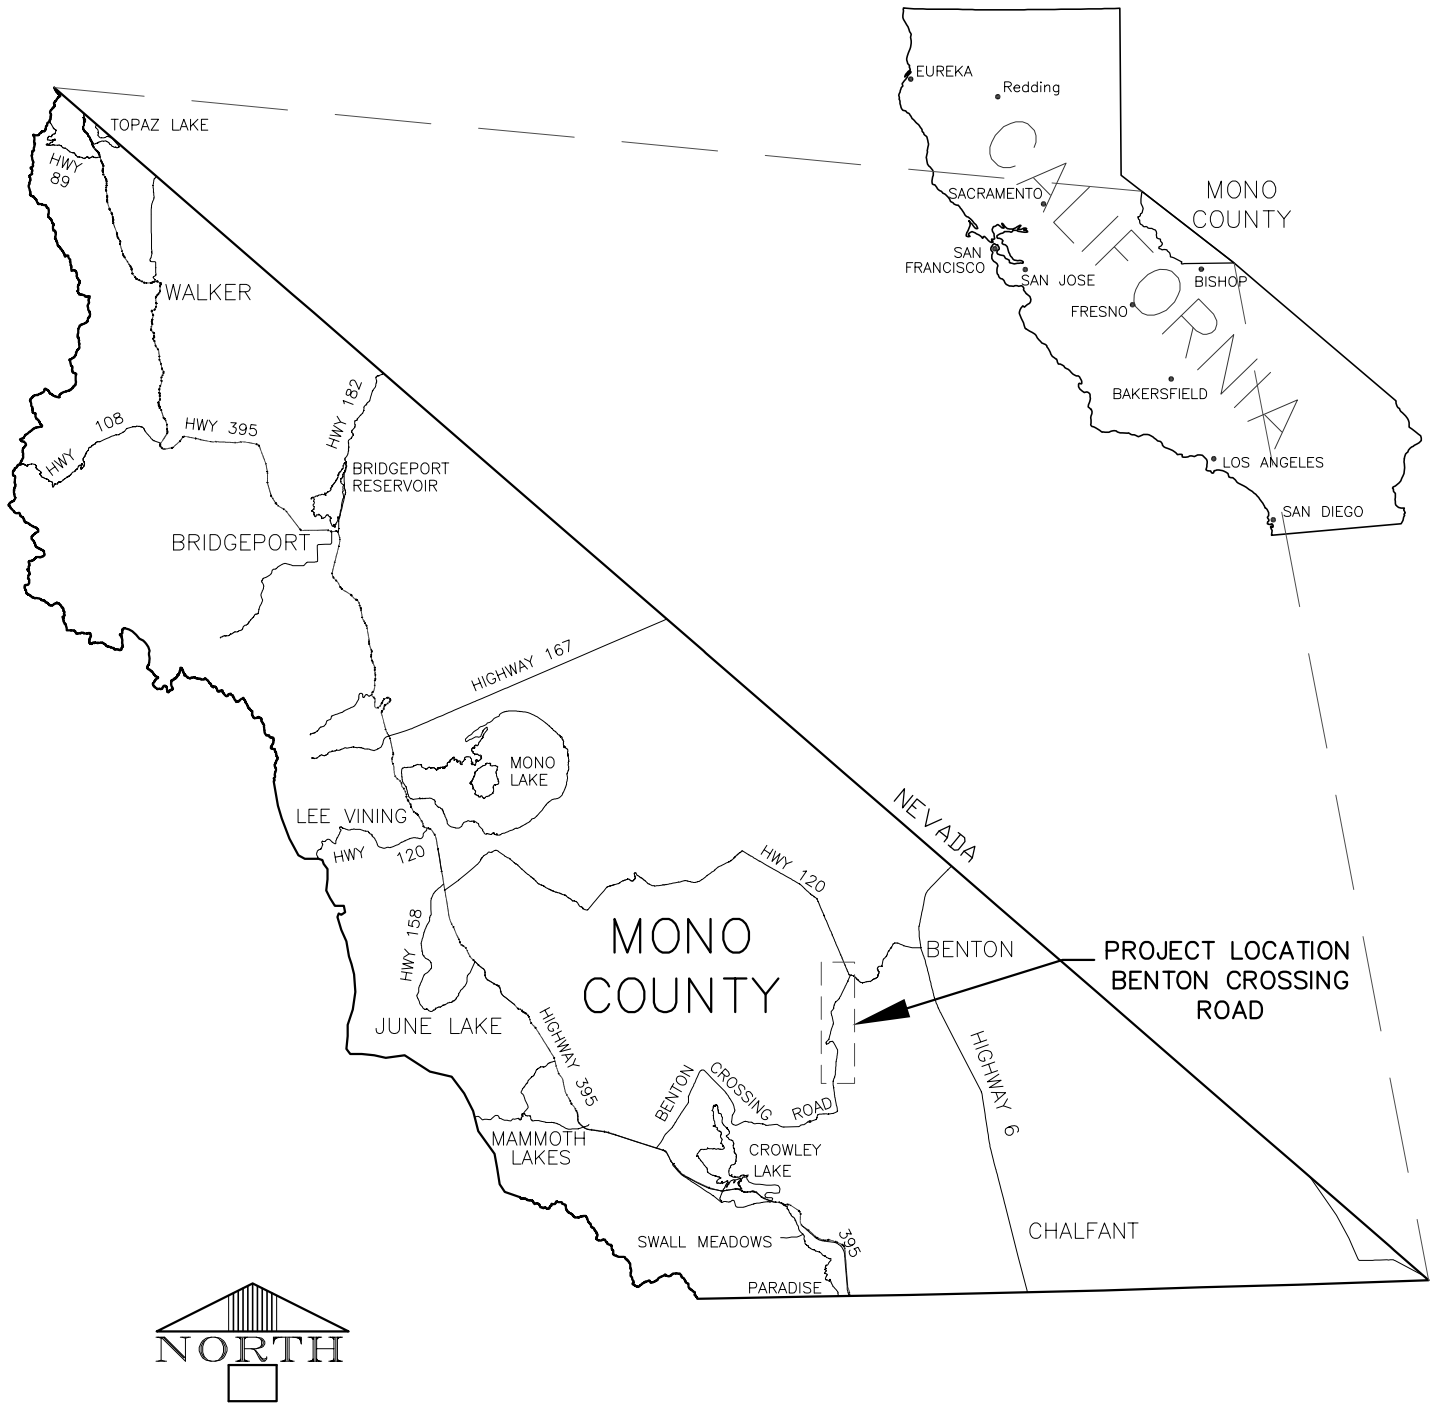 EUREKA
Redding
CALIFORNIA
SACRAMENTO
MONO
COUNTY
SAN
FRANCISCO
SAN JOSE
BISHOP
FRESNO
BAKERSFIELD
LOS ANGELES
SAN DIEGO
TOPAZ LAKE
HWY
89
WALKER
HWY 182
HWY 108
HWY 395
BRIDGEPORT
RESERVOIR
BRIDGEPORT
HIGHWAY 167
MONO
LAKE
NEVADA
LEE VINING
HWY 120
HWY 120
HWY 158
MONO
COUNTY
BENTON
PROJECT LOCATION
BENTON CROSSING
ROAD
JUNE LAKE
HIGHWAY 395
HIGHWAY 6
BENTON CROSSING ROAD
MAMMOTH
LAKES
CROWLEY
LAKE
CHALFANT
SWALL MEADOWS
395
PARADISE
NORTH